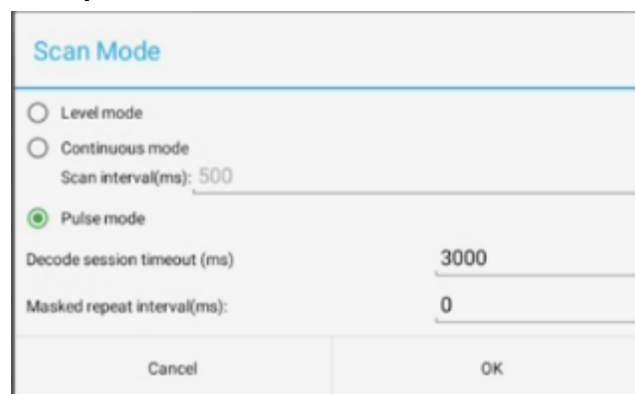 Scan Mode
Level mode
Continuous mode
Scan interval(ms): 500
Pulse mode
Decode session timeout (ms) 3000
Masked repeat interval(ms): 0
Cancel OK